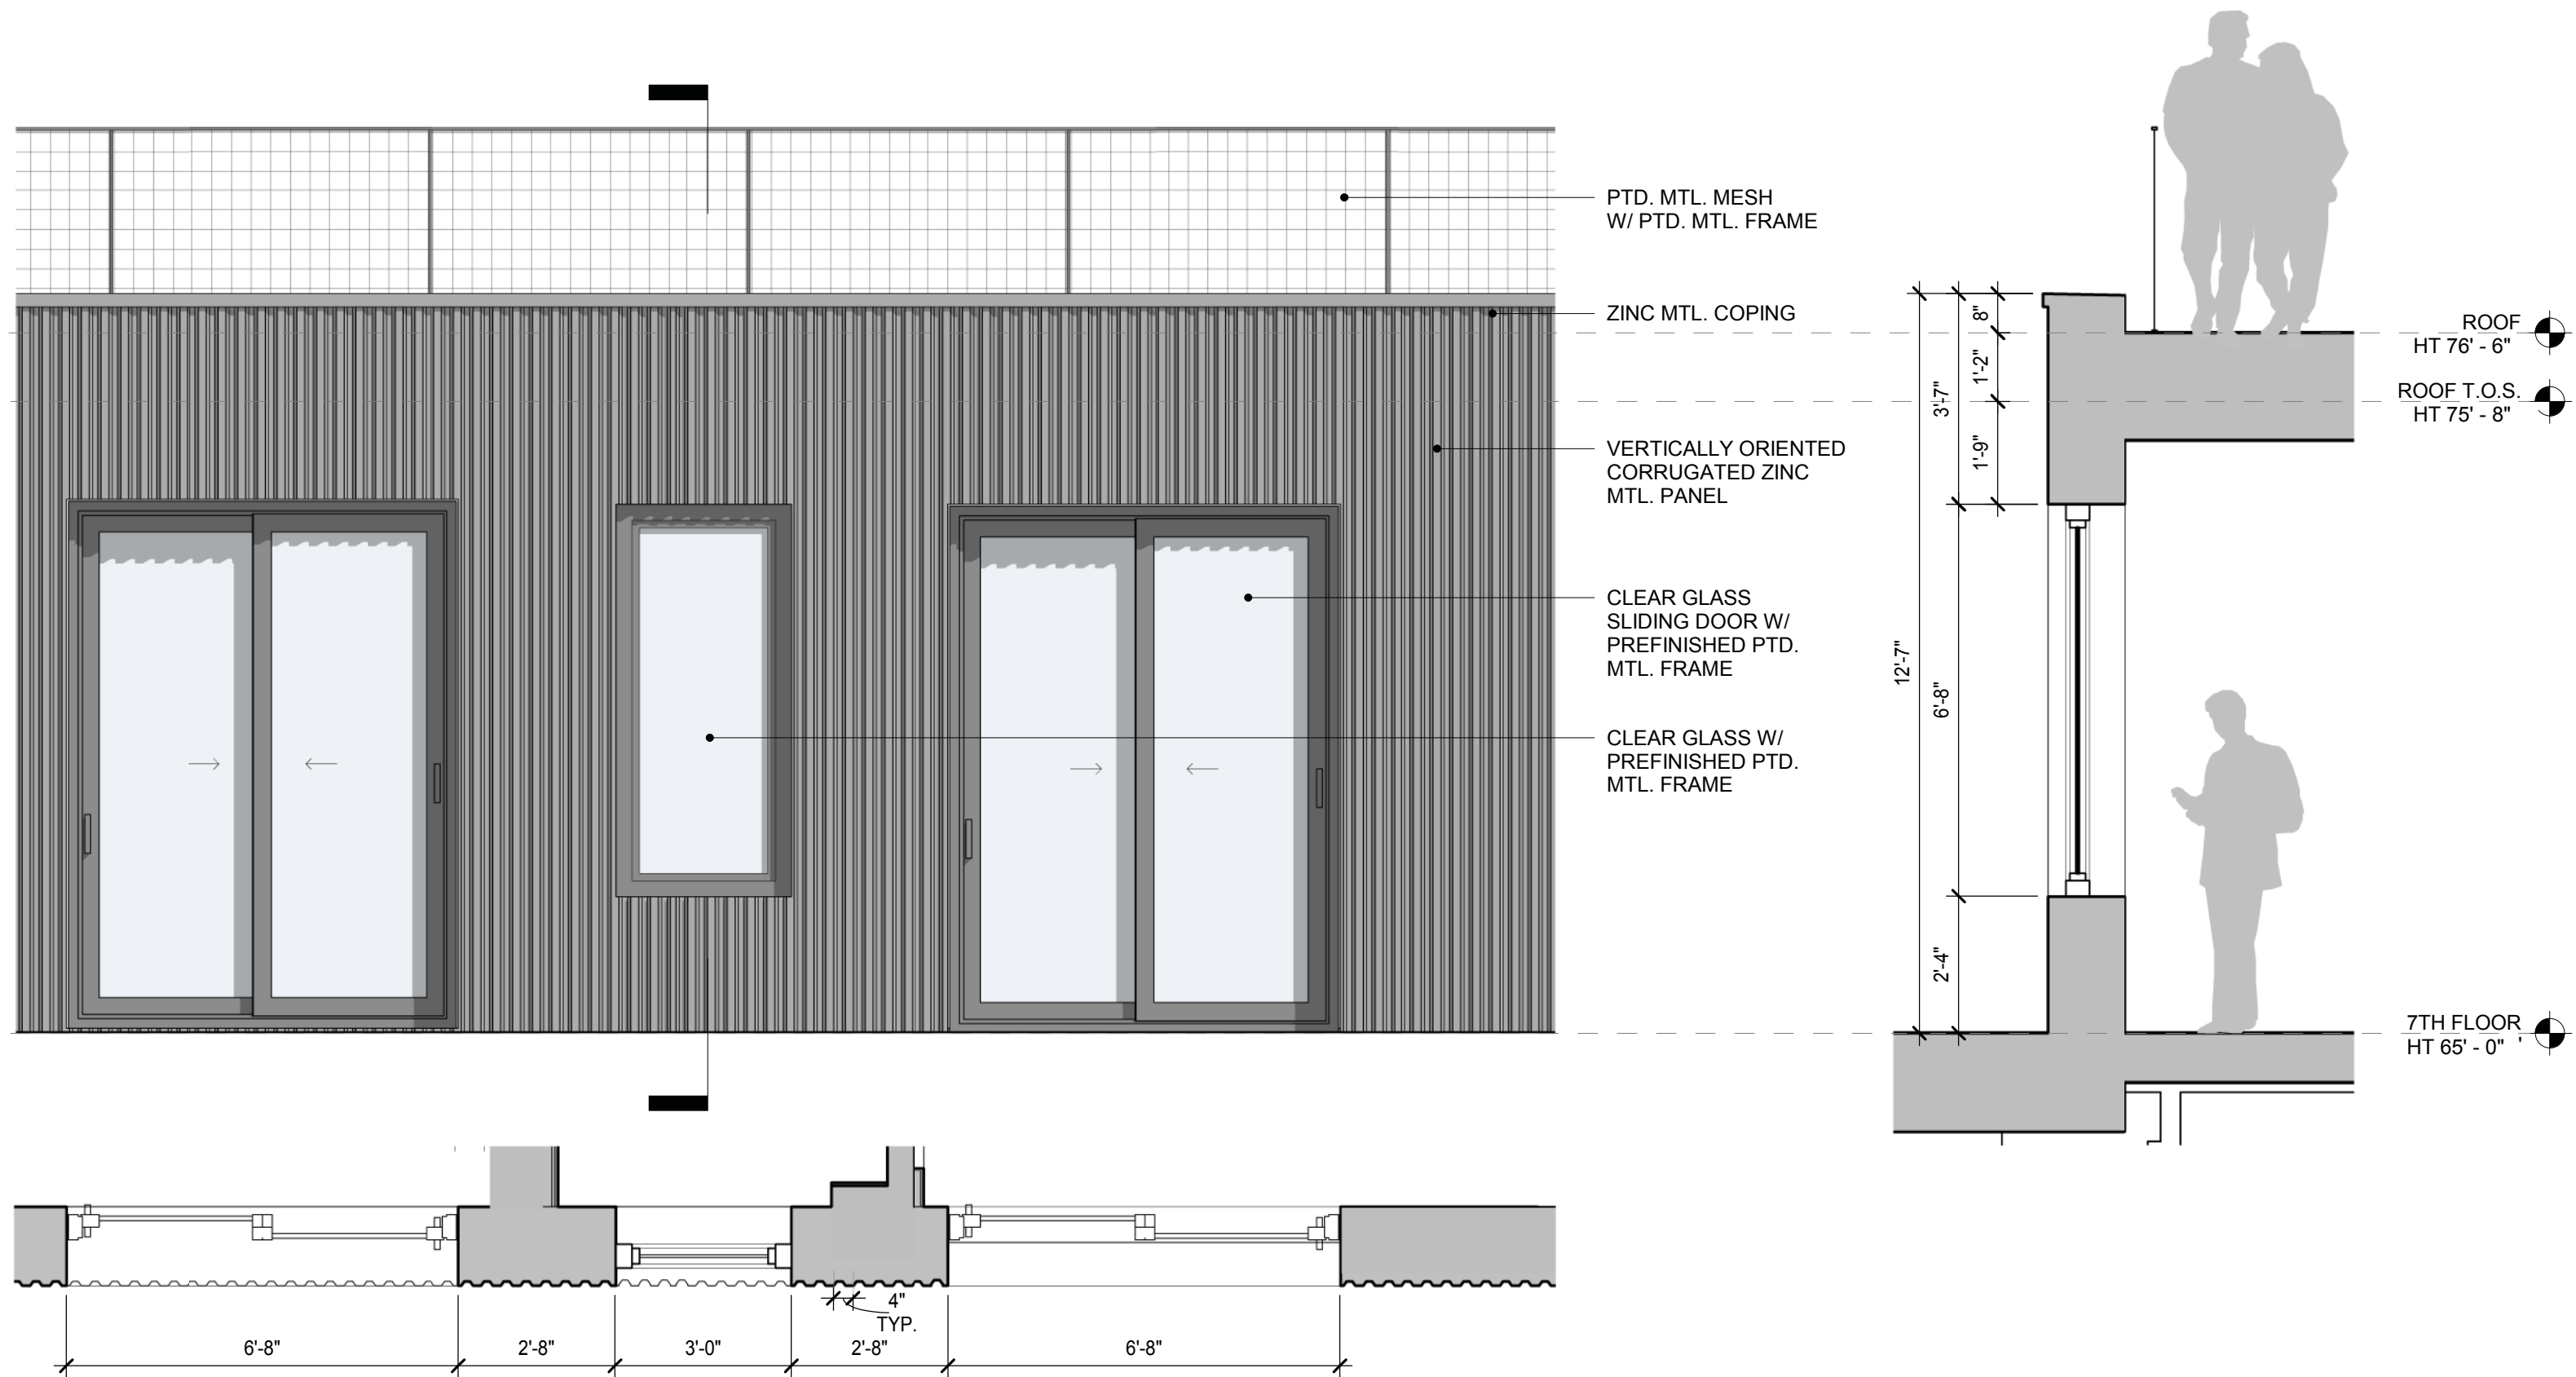 PTD. MTL. MESH
W/ PTD. MTL. FRAME
ZINC MTL. COPING
VERTICALLY ORIENTED
CORRUGATED ZINC
MTL. PANEL
CLEAR GLASS
SLIDING DOOR W/
PREFINISHED PTD.
MTL. FRAME
CLEAR GLASS W/
PREFINISHED PTD.
MTL. FRAME
8"
1'-2"
3'-7"
1'-9"
12'-7"
6'-8"
2'-4"
ROOF
HT 76' - 6"
ROOF T.O.S.
HT 75' - 8"
7TH FLOOR
HT 65' - 0" '
4"
TYP.
6'-8"
2'-8"
3'-0"
2'-8"
6'-8"